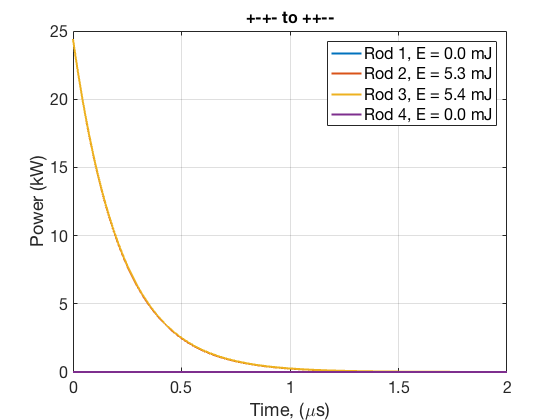 +-+- to ++--
25
20
15
10
5
0
Power (kW)
Rod 1, E = 0.0 mJ
Rod 2, E = 5.3 mJ
Rod 3, E = 5.4 mJ
Rod 4, E = 0.0 mJ
0 0.5 1 1.5 2
Time, (μs)